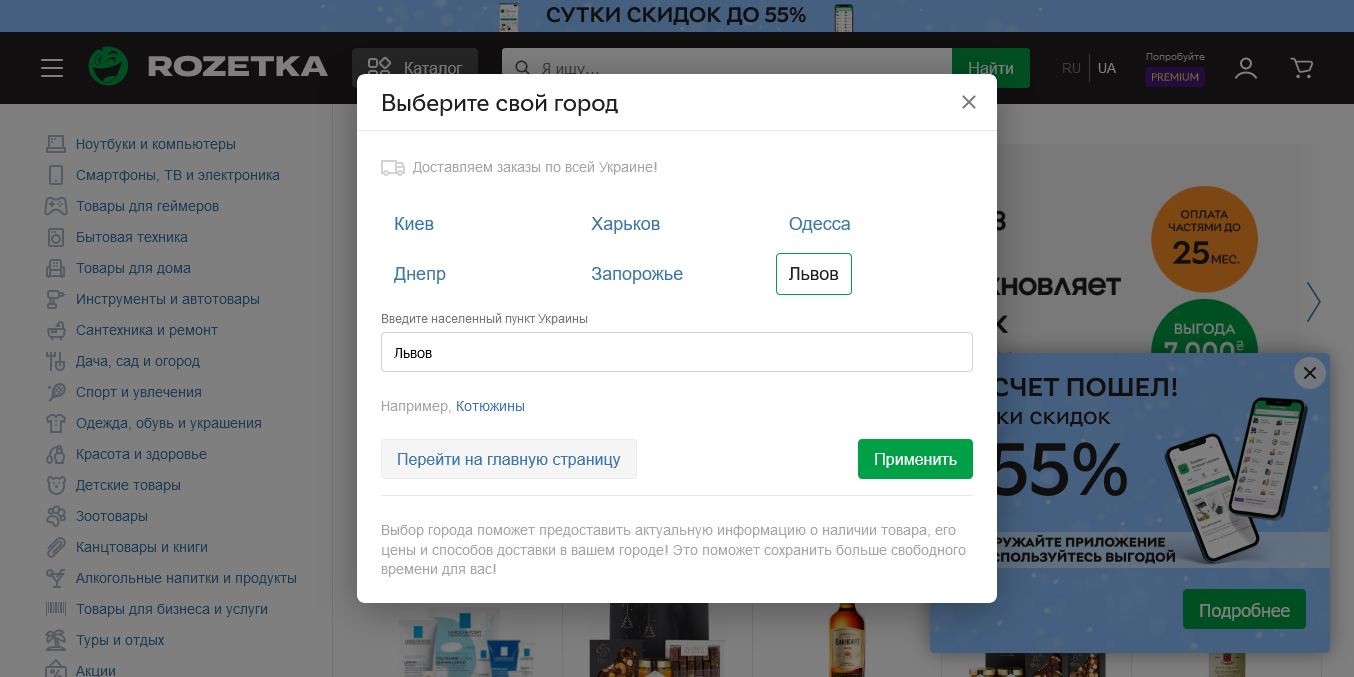 СУТКИ СКИДОК ДО 55%
ROZETKA
Каталог
Я ищу...
Найти
RU
UA
Попробуйте
PREMIUM
Выберите свой город
Доставляем заказы по всей Украине!
Киев
Харьков
Одесса
Днепр
Запорожье
Львов
Введите населенный пункт Украины
Львов
Например, Котюжины
Перейти на главную страницу
Применить
Выбор города поможет предоставить актуальную информацию о наличии товара, его
цены и способов доставки в вашем городе! Это поможет сохранить больше свободного
времени для вас!
Ноутбуки и компьютеры
Смартфоны, ТВ и электроника
Товары для геймеров
Бытовая техника
Товары для дома
Инструменты и автотовары
Сантехника и ремонт
Дача, сад и огород
Спорт и увлечения
Одежда, обувь и украшения
Красота и здоровье
Детские товары
Зоотовары
Канцтовары и книги
Алкогольные напитки и продукты
Товары для бизнеса и услуги
Туры и отдых
Акции
ОПЛАТА
ЧАСТЯМИ ДО
25 МЕС.
НОВЛЯЕТ
ВЫГОДА
7 000₴
СЧЕТ ПОШЕЛ!
КИ СКИДОК
55%
РУЖАЙТЕ ПРИЛОЖЕНИЕ
СПОЛЬЗУЙТЕСЬ ВЫГОДОЙ
Подробнее